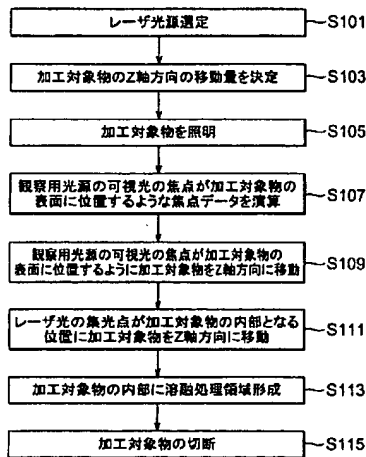 レーザ光源選定
S101
加工対象物のZ軸方向の移動量を決定
S103
加工対象物を照明
S105
観察用光源の可視光の焦点が加工対象物の
表面に位置するような焦点データを演算
S107
観察用光源の可視光の焦点が加工対象物の
表面に位置するように加工対象物をZ軸方向に移動
S109
レーザ光の集光点が加工対象物の内部となる
位置に加工対象物をZ軸方向に移動
S111
加工対象物の内部に溶融処理領域形成
S113
加工対象物の切断
S115